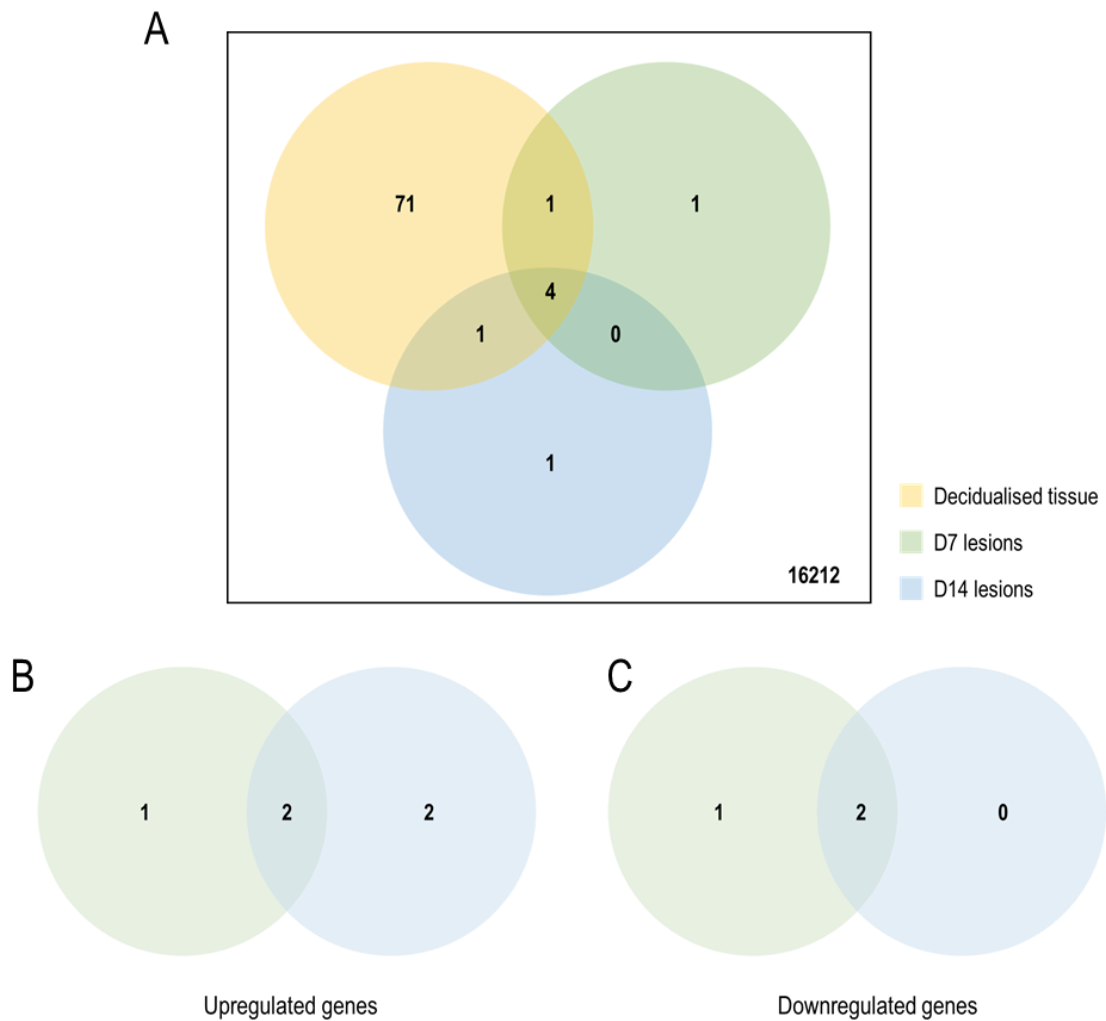 A
71
1
1
4
1
0
1
16212
Decidualised tissue
D7 lesions
D14 lesions
B
1
2
2
Upregulated genes
C
1
2
0
Downregulated genes